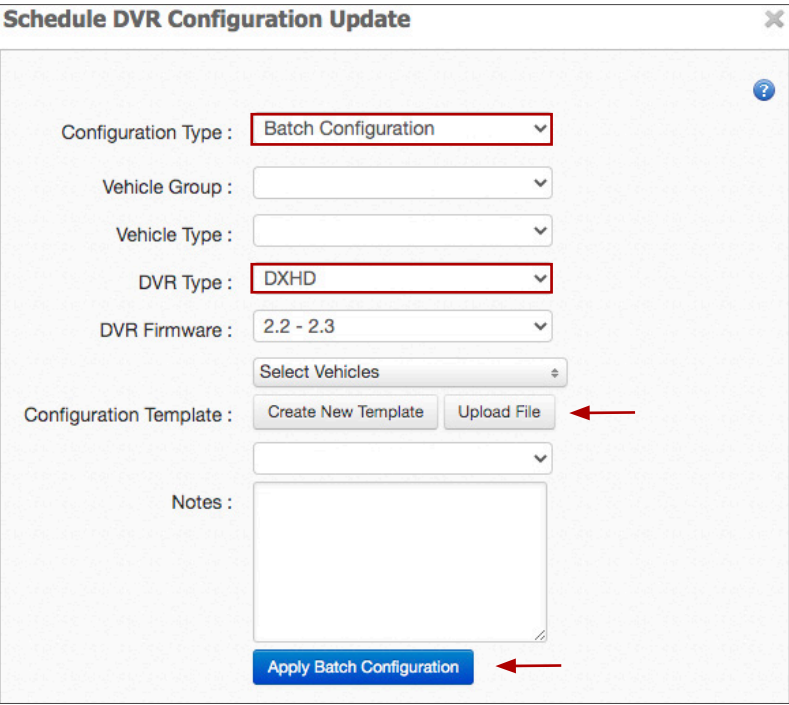 Schedule DVR Configuration Update
?
Configuration Type : Batch Configuration
Vehicle Group :
Vehicle Type :
DVR Type : DXHD
DVR Firmware : 2.2 - 2.3
Select Vehicles
Configuration Template : Create New Template Upload File
Notes :
Apply Batch Configuration